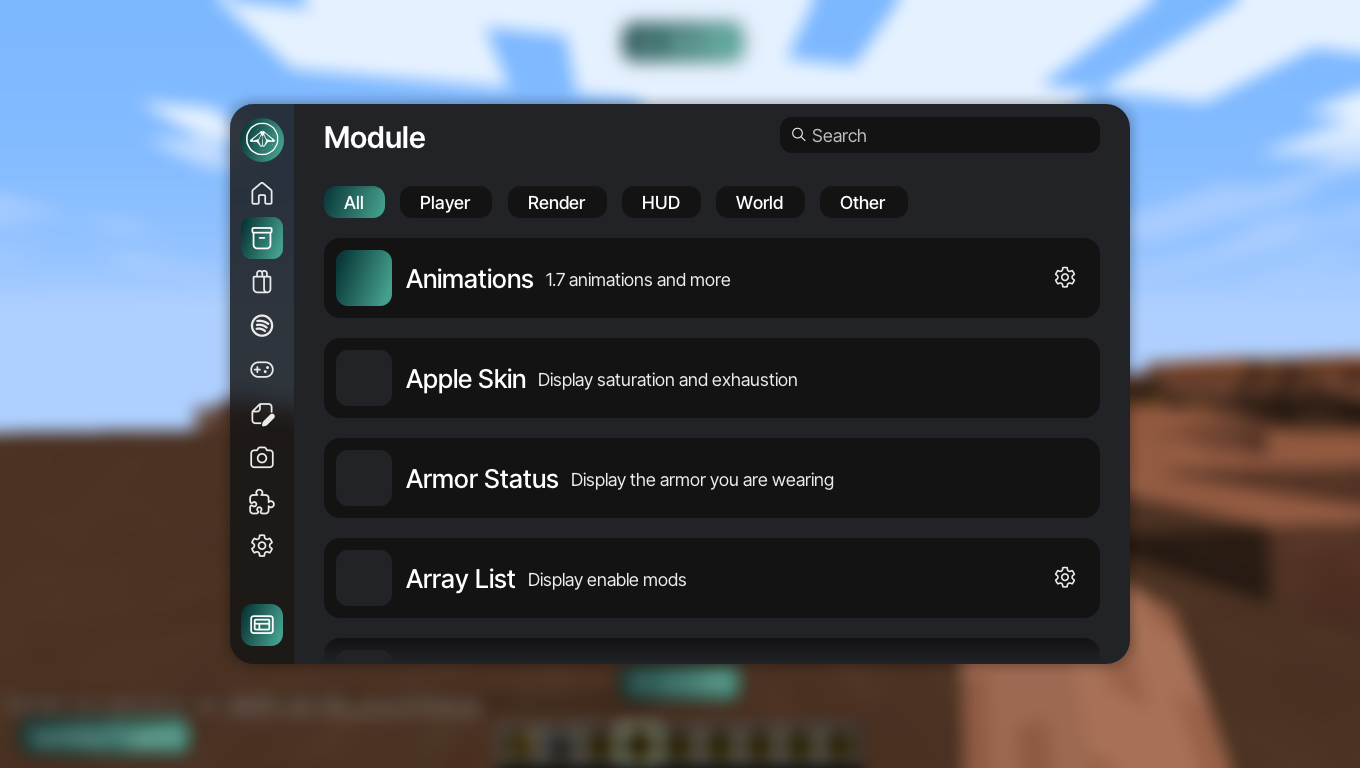 Module
Search
All Player Render HUD World Other
Animations 1.7 animations and more
Apple Skin Display saturation and exhaustion
Armor Status Display the armor you are wearing
Array List Display enable mods